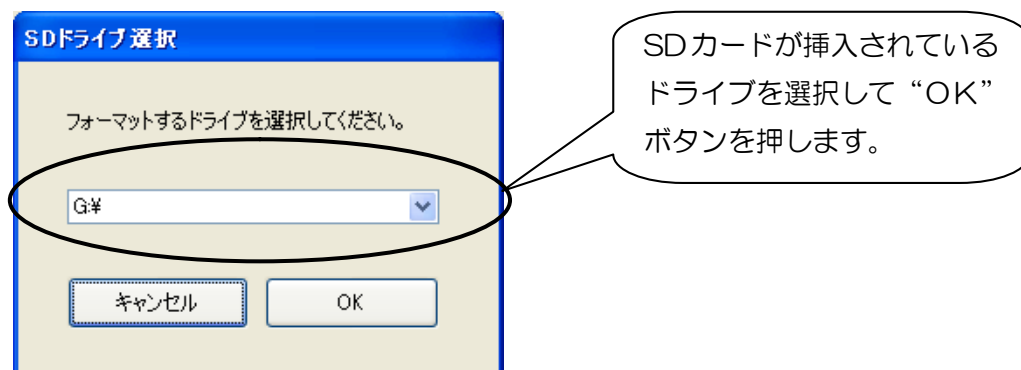 SDドライブ選択
フォーマットするドライブを選択してください。
G:¥
キャンセル
OK
SDカードが挿入されている
ドライブを選択して“OK”
ボタンを押します。